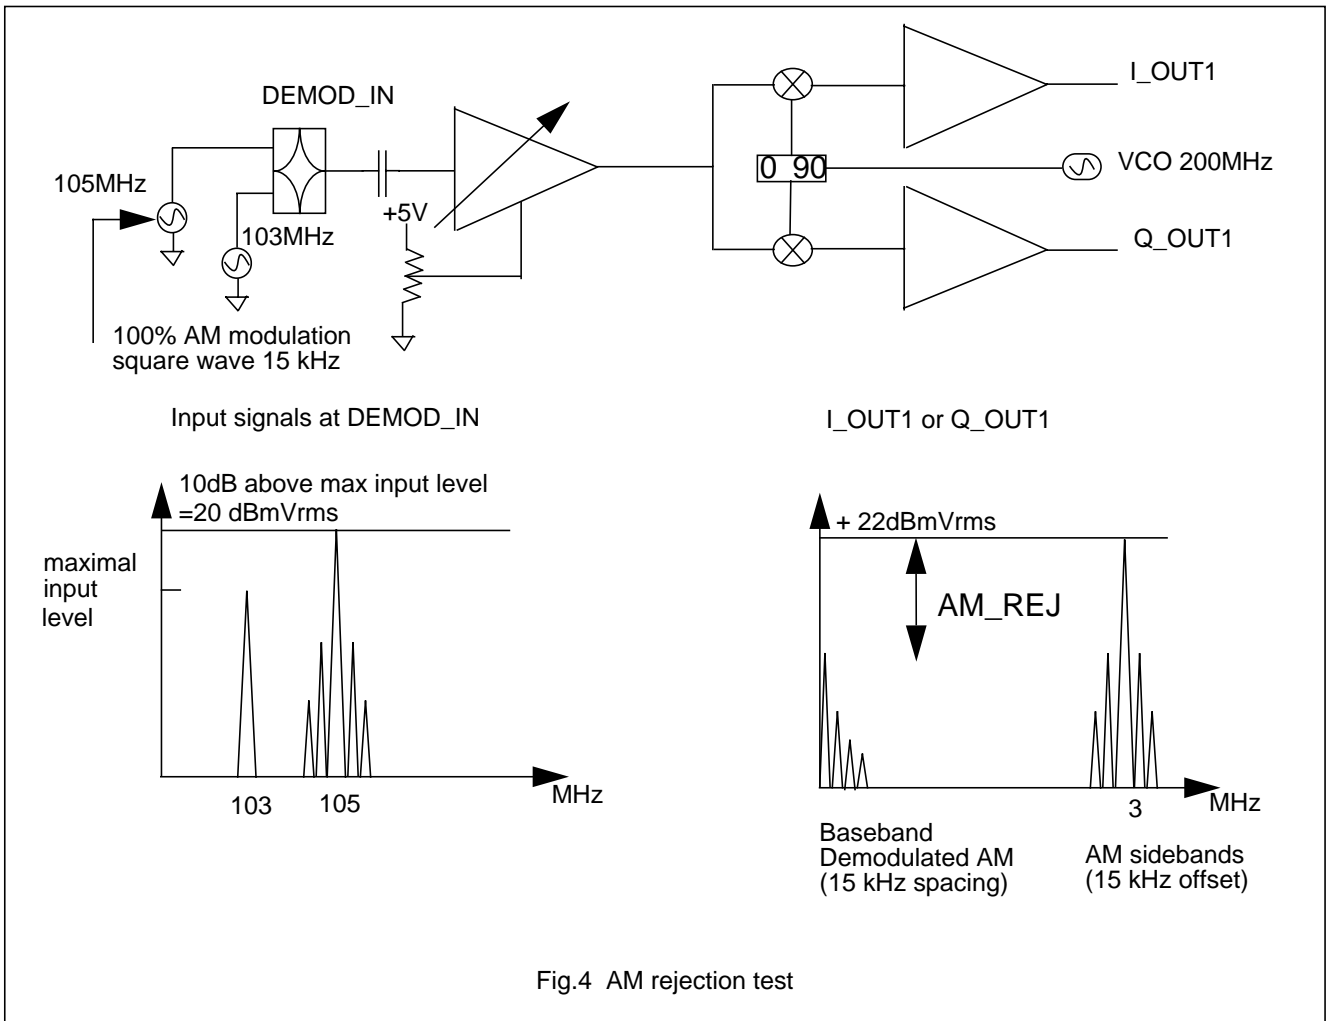 DEMOD_IN
I_OUT1
105MHz
0 90
VCO 200MHz
+5V
103MHz
Q_OUT1
100% AM modulation
square wave 15 kHz
Input signals at DEMOD_IN
I_OUT1 or Q_OUT1
10dB above max input level
=20 dBmVrms
maximal
input
level
103
105
MHz
+ 22dBmVrms
AM_REJ
3
MHz
Baseband
Demodulated AM
(15 kHz spacing)
AM sidebands
(15 kHz offset)
Fig.4 AM rejection test